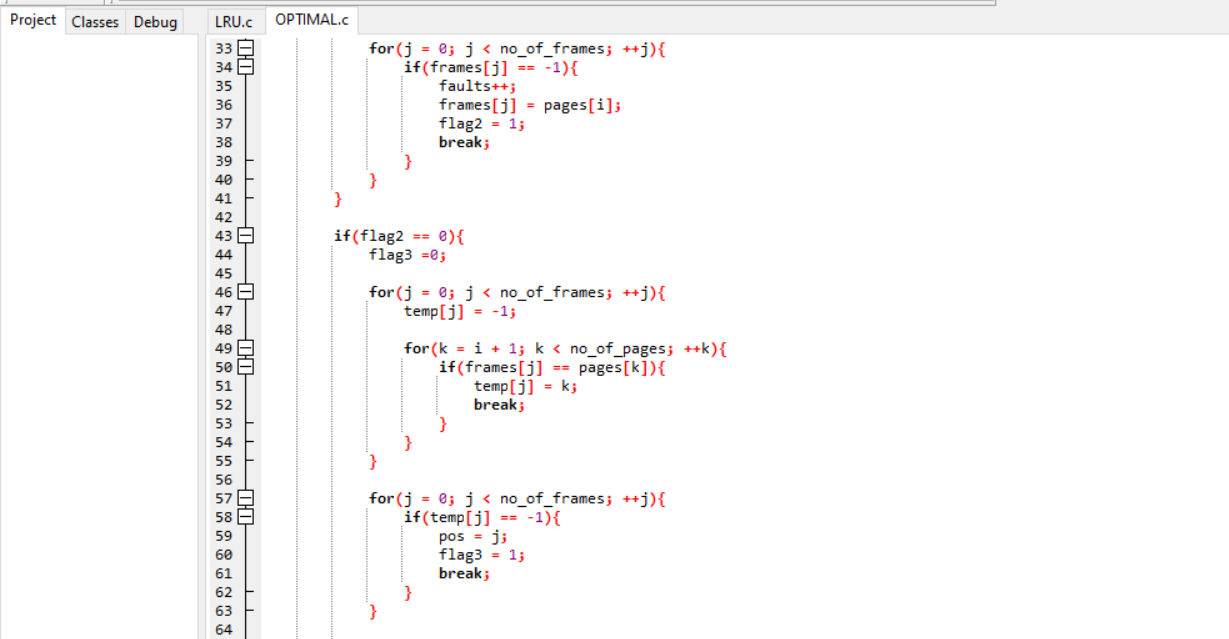 Project Classes Debug LRU.c OPTIMAL.c
33 for(j = 0; j < no_of_frames; ++j){
34 if(frames[j] == -1){
35 faults++;
36 frames[j] = pages[i];
37 flag2 = 1;
38 break;
39 }
40 }
41 }
42
43 if(flag2 == 0){
44 flag3 =0;
45
46 for(j = 0; j < no_of_frames; ++j){
47 temp[j] = -1;
48
49 for(k = i + 1; k < no_of_pages; ++k){
50 if(frames[j] == pages[k]){
51 temp[j] = k;
52 break;
53 }
54 }
55 }
56
57 for(j = 0; j < no_of_frames; ++j){
58 if(temp[j] == -1){
59 pos = j;
60 flag3 = 1;
61 break;
62 }
63 }
64